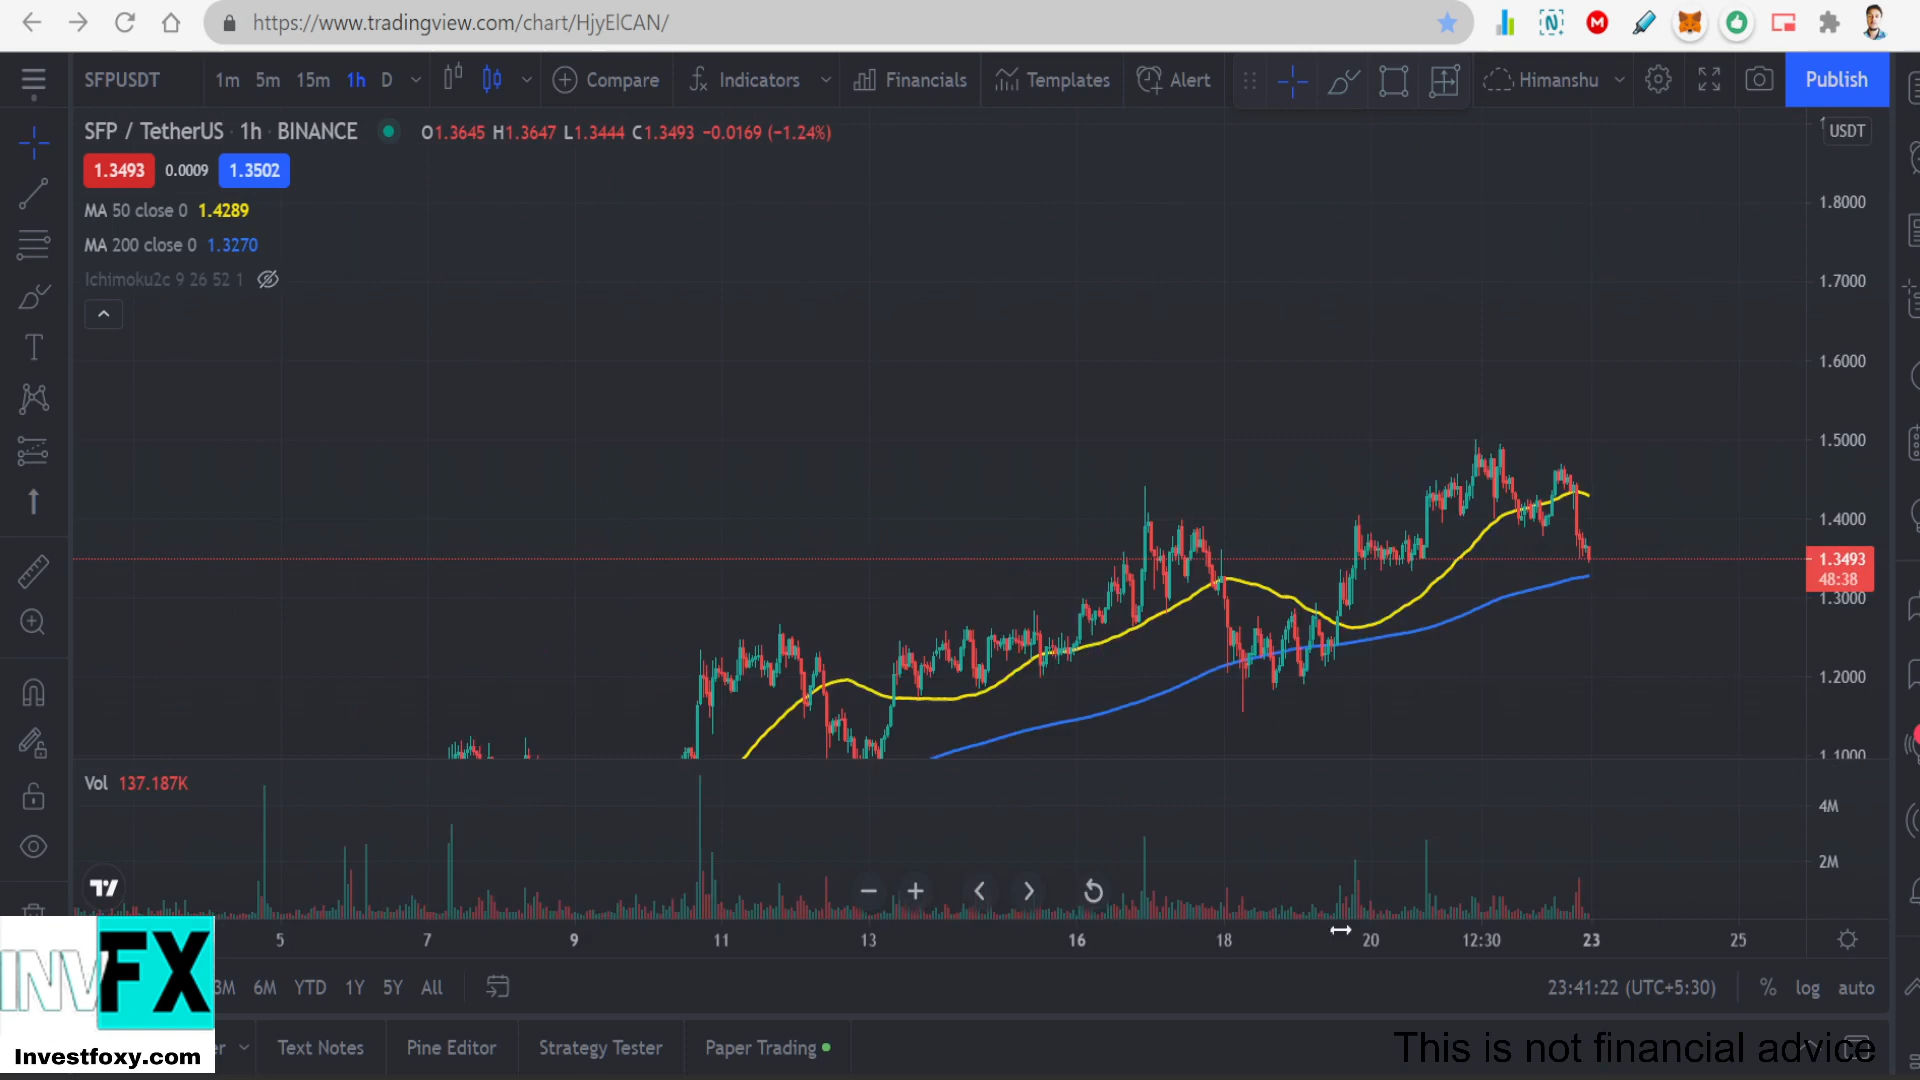 https://www.tradingview.com/chart/HjyElCAN/
SFPUSDT 1m 5m 15m 1h D Compare Indicators Financials Templates Alert Himanshu Publish
SFP / TetherUS · 1h · BINANCE O1.3645 H1.3647 L1.3444 C1.3493 −0.0169 (−1.24%)
USDT
1.3493 0.0009 1.3502
MA 50 close 0 1.4289
MA 200 close 0 1.3270
Ichimoku2c 9 26 52 1
1.8000
1.7000
1.6000
1.5000
1.4000
1.3493
48:38
1.3000
1.2000
1.1000
Vol 137.187K
4M
2M
5 7 9 11 13 16 18 20 12:30 23 25
3M 6M YTD 1Y 5Y All 23:41:22 (UTC+5:30) % log auto
INV FX
Investfoxy.com
er Text Notes Pine Editor Strategy Tester Paper Trading
This is not financial advice